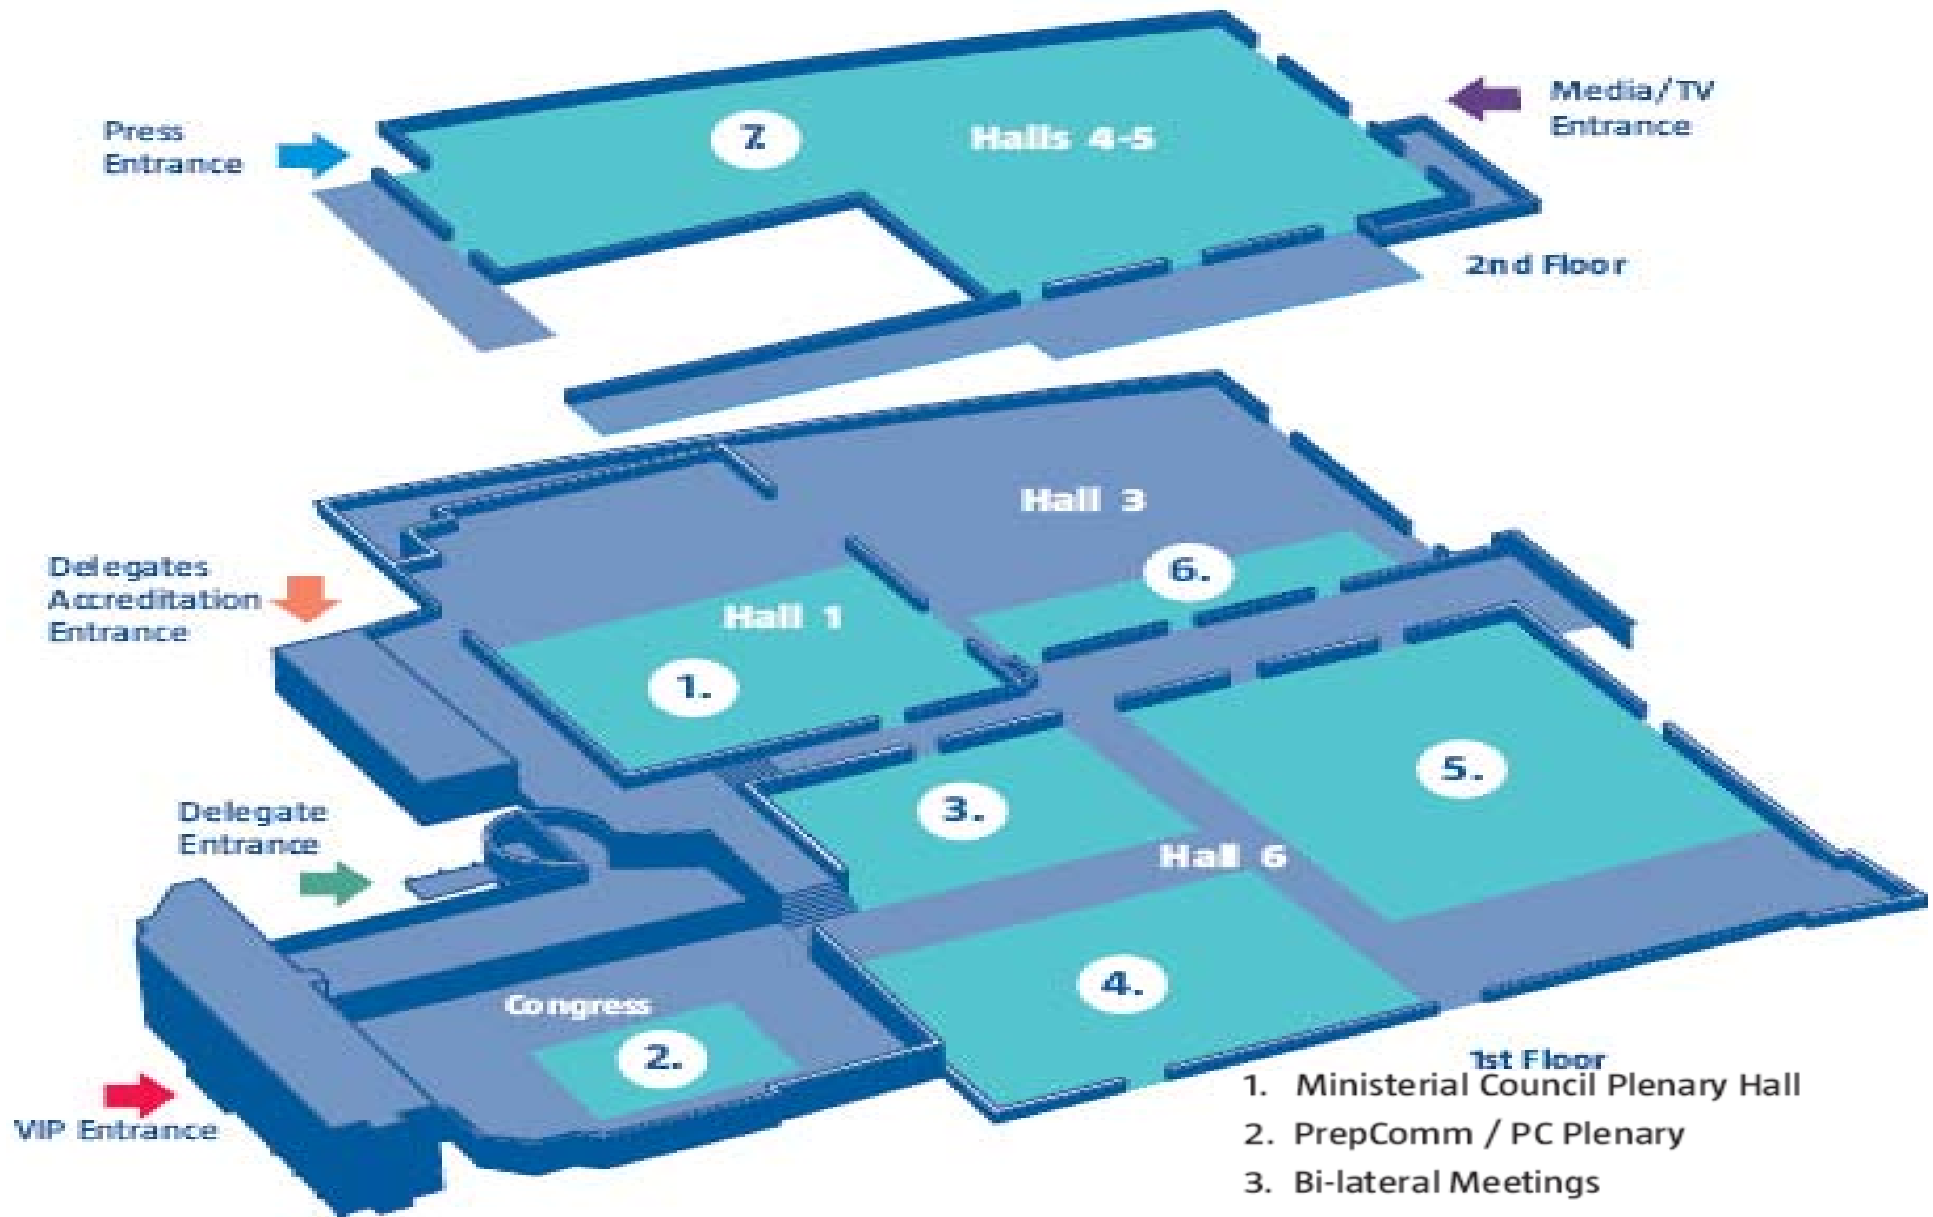 Press
Entrance
7.
Halls 4-5
Media/TV
Entrance
2nd Floor
Hall 3
6.
Delegates
Accreditation
Entrance
Hall 1
1.
5.
3.
Hall 6
Delegate
Entrance
4.
Congress
2.
VIP Entrance
1st Floor
1. Ministerial Council Plenary Hall
2. PrepComm / PC Plenary
3. Bi-lateral Meetings